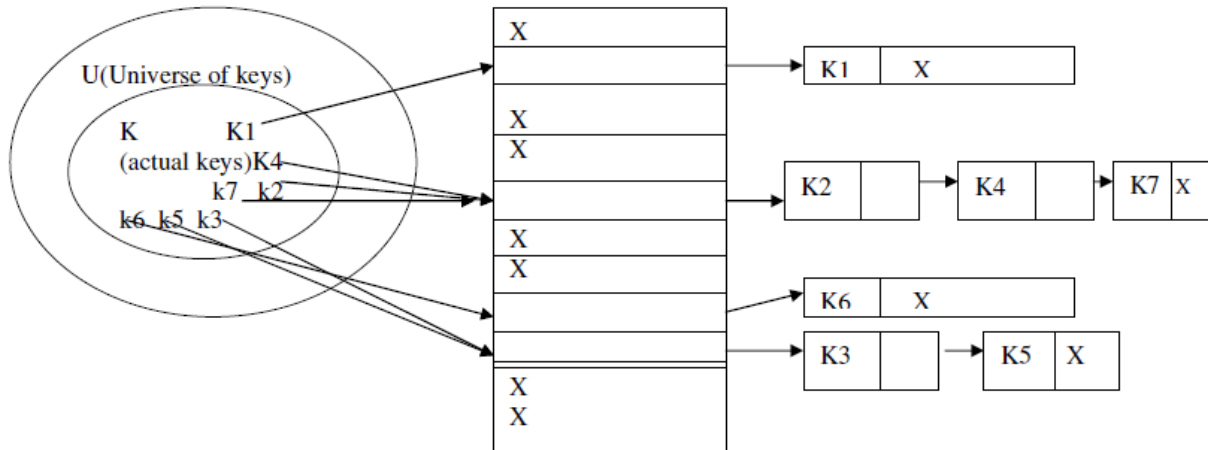 U(Universe of keys)
K K1
(actual keys)K4
k7 k2
k6 k5 k3
X
X
X
X
X
X
X
K1 X
K2
K4
K7 X
K6 X
K3
K5 X